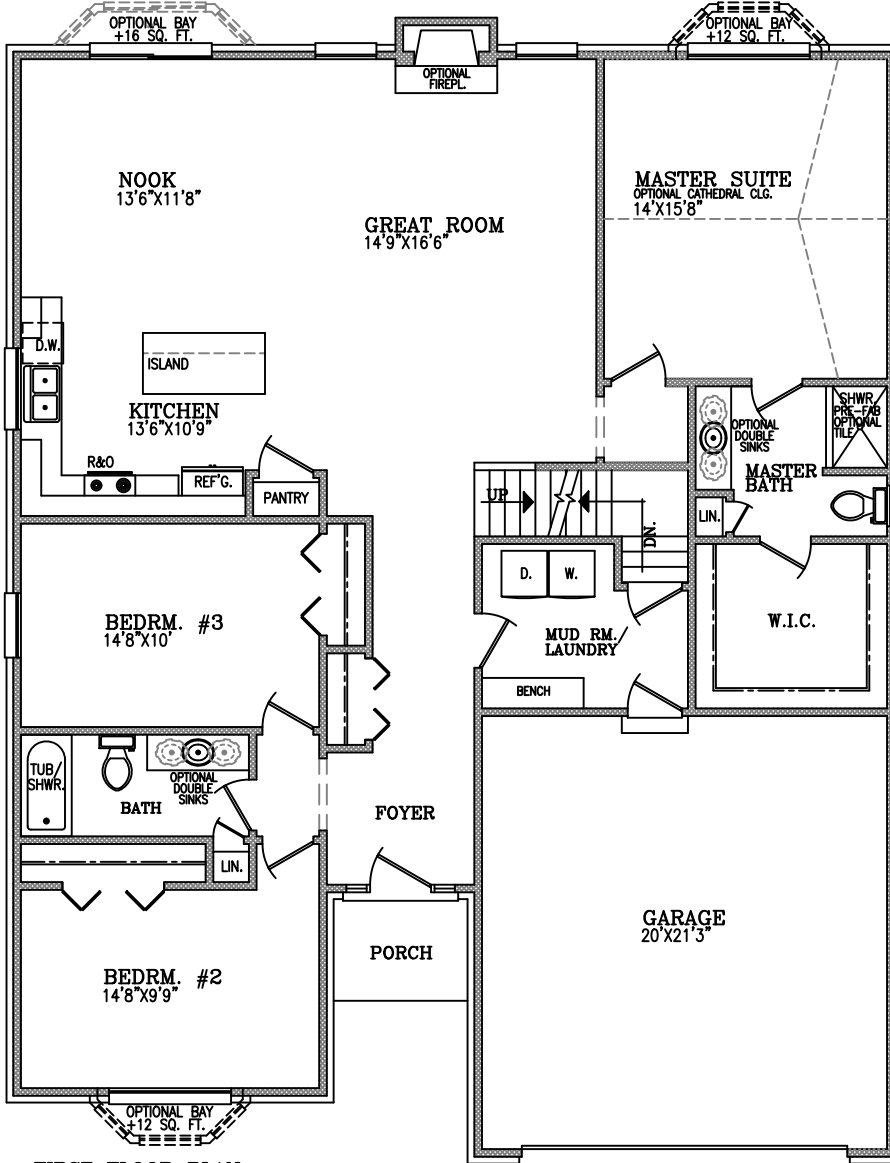 OPTIONAL BAY
+16 SQ. FT.
OPTIONAL
FIREPL.
OPTIONAL BAY
+12 SQ. FT.
NOOK
13'6"X11'8"
GREAT ROOM
14'9"X16'6"
MASTER SUITE
OPTIONAL CATHEDRAL CLG.
14'X15'8"
D.W.
ISLAND
KITCHEN
13'6"X10'9"
R&O
REF'G.
PANTRY
UP
DN.
OPTIONAL
DOUBLE
SINKS
SHWR.
PRE-FAB
OPTIONAL
TILE
MASTER
BATH
LIN.
D.
W.
MUD RM./
LAUNDRY
BENCH
W.I.C.
BEDRM. #3
14'8"X10'
TUB/
SHWR.
BATH
OPTIONAL
DOUBLE
SINKS
LIN.
FOYER
PORCH
GARAGE
20'X21'3"
BEDRM. #2
14'8"X9'9"
OPTIONAL BAY
+12 SQ. FT.
FIRST FLOOR PLAN